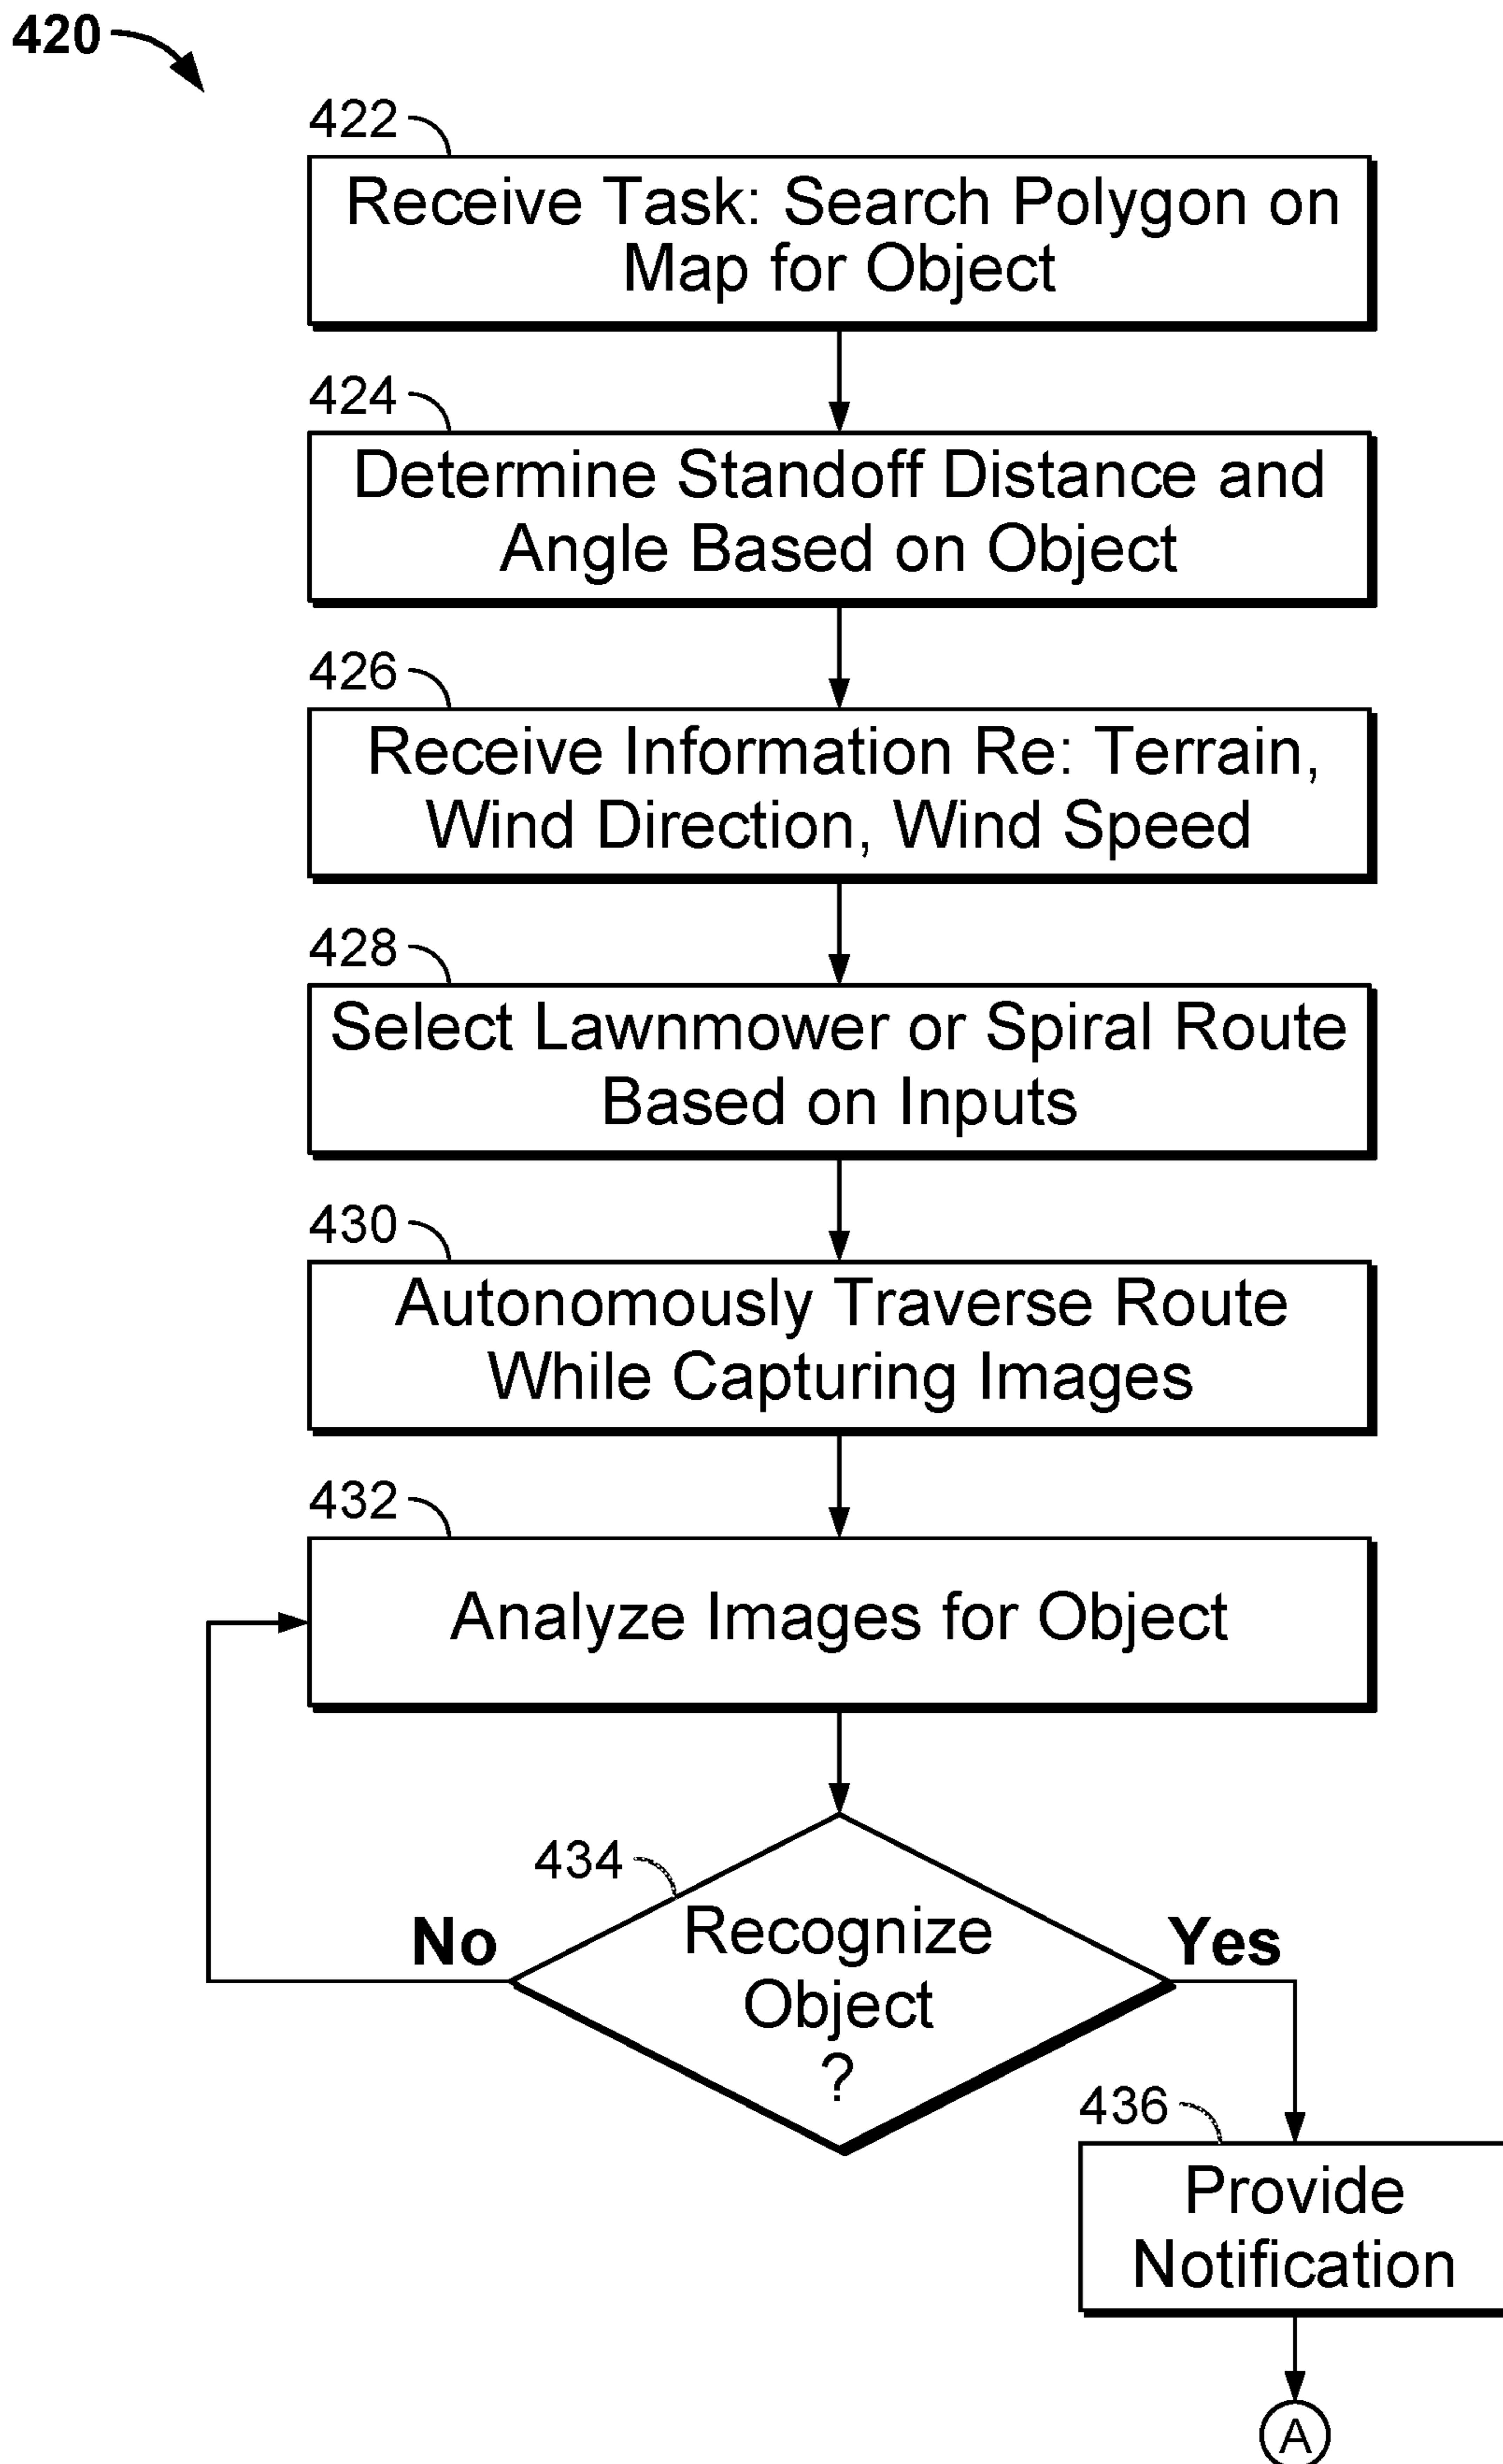 420
422
Receive Task: Search Polygon on
Map for Object
424
Determine Standoff Distance and
Angle Based on Object
426
Receive Information Re: Terrain,
Wind Direction, Wind Speed
428
Select Lawnmower or Spiral Route
Based on Inputs
430
Autonomously Traverse Route
While Capturing Images
432
Analyze Images for Object
434
Recognize
Object
?
No
Yes
436
Provide
Notification
A